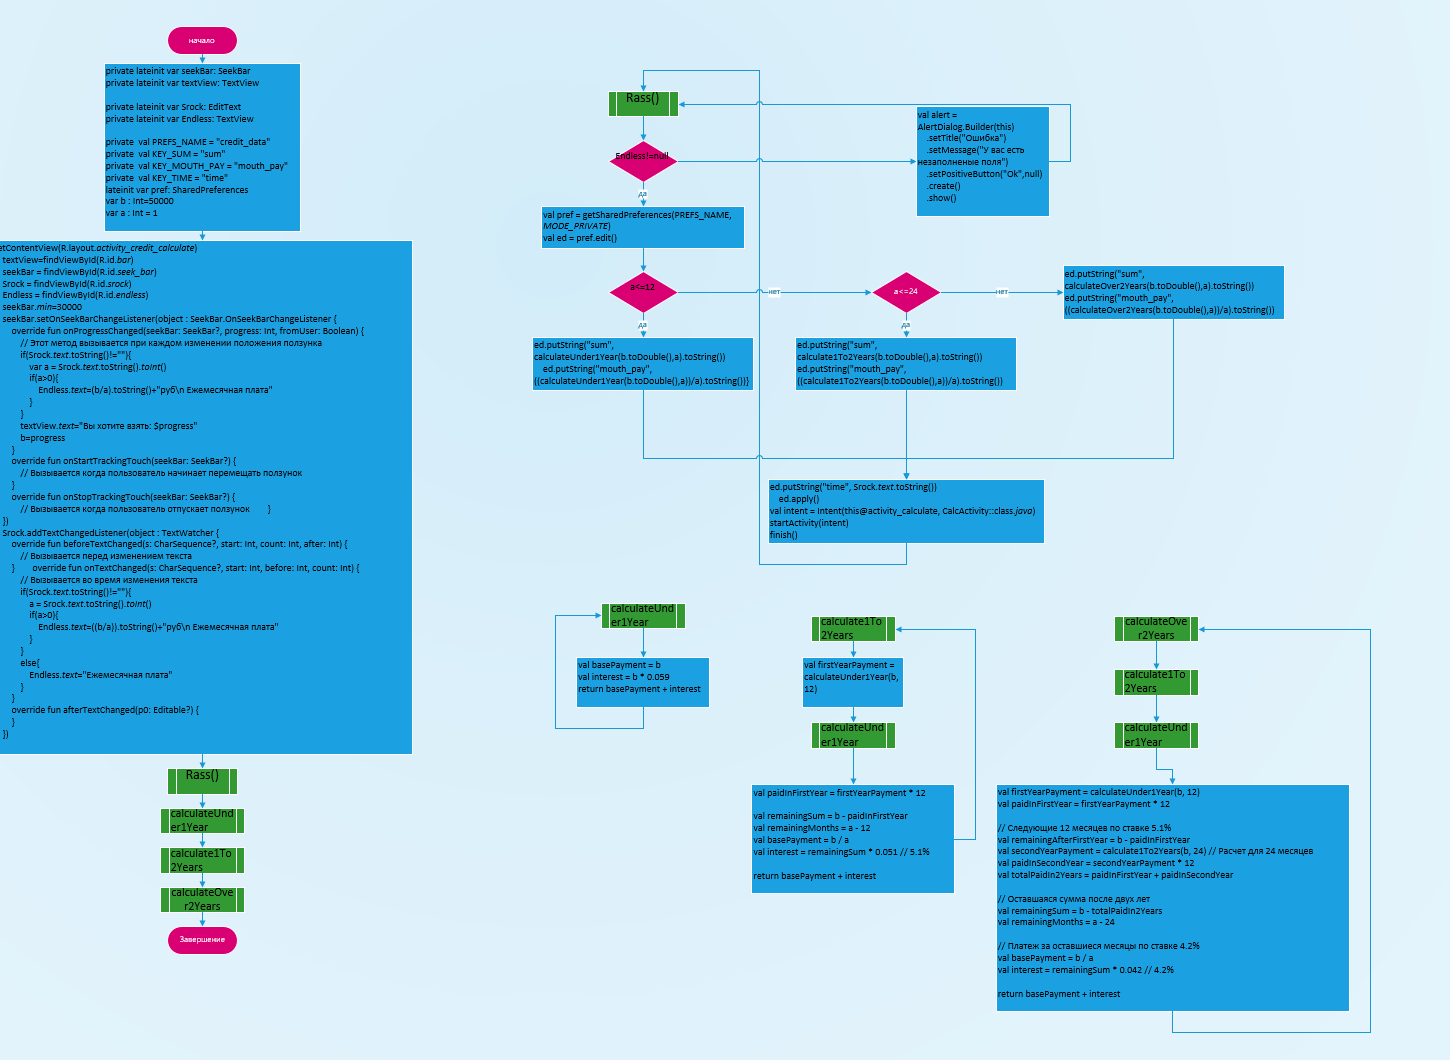 начало
private lateinit var seekBar: SeekBar
private lateinit var textView: TextView
private lateinit var Srock: EditText
private lateinit var Endless: TextView
private  val PREFS_NAME = "credit_data"
private  val KEY_SUM = "sum"
private  val KEY_MOUTH_PAY = "mouth_pay"
private  val KEY_TIME = "time"
lateinit var pref: SharedPreferences
var b : Int=50000
var a : Int = 1
etContentView(R.layout.activity_credit_calculate)
textView=findViewById(R.id.bar)
seekBar = findViewById(R.id.seek_bar)
Srock = findViewById(R.id.srock)
Endless = findViewById(R.id.endless)
seekBar.min=30000
seekBar.setOnSeekBarChangeListener(object : SeekBar.OnSeekBarChangeListener {
override fun onProgressChanged(seekBar: SeekBar?, progress: Int, fromUser: Boolean) {
// Этот метод вызывается при каждом изменении положения ползунка
if(Srock.text.toString()!=""){
var a = Srock.text.toString().toInt()
if(a>0){
Endless.text=(b/a).toString()+"руб\n Ежемесячная плата"
}
}
textView.text="Вы хотите взять: $progress"
b=progress
}
override fun onStartTrackingTouch(seekBar: SeekBar?) {
// Вызывается когда пользователь начинает перемещать ползунок
}
override fun onStopTrackingTouch(seekBar: SeekBar?) {
// Вызывается когда пользователь отпускает ползунок        }
})
Srock.addTextChangedListener(object : TextWatcher {
override fun beforeTextChanged(s: CharSequence?, start: Int, count: Int, after: Int) {
// Вызывается перед изменением текста
}        override fun onTextChanged(s: CharSequence?, start: Int, before: Int, count: Int) {
// Вызывается во время изменения текста
if(Srock.text.toString()!=""){
a = Srock.text.toString().toInt()
if(a>0){
Endless.text=((b/a)).toString()+"руб\n Ежемесячная плата"
}
}
else{
Endless.text="Ежемесячная плата"
}
}
override fun afterTextChanged(p0: Editable?) {
}
})
Rass()
calculateUnd
er1Year
calculate1To
2Years
calculateOve
r2Years
Завершение
Rass()
Endless!=null
val alert =
AlertDialog.Builder(this)
.setTitle("Ошибка")
.setMessage("У вас есть
незаполненые поля")
.setPositiveButton("Ok",null)
.create()
.show()
да
val pref = getSharedPreferences(PREFS_NAME,
MODE_PRIVATE)
val ed = pref.edit()
a<=12
нет
a<=24
нет
ed.putString("sum",
calculateOver2Years(b.toDouble(),a).toString())
ed.putString("mouth_pay",
((calculateOver2Years(b.toDouble(),a))/a).toString())
да
да
ed.putString("sum",
calculateUnder1Year(b.toDouble(),a).toString())
ed.putString("mouth_pay",
((calculateUnder1Year(b.toDouble(),a))/a).toString())}
ed.putString("sum",
calculate1To2Years(b.toDouble(),a).toString())
ed.putString("mouth_pay",
((calculate1To2Years(b.toDouble(),a))/a).toString())
ed.putString("time", Srock.text.toString())
ed.apply()
val intent = Intent(this@activity_calculate, CalcActivity::class.java)
startActivity(intent)
finish()
calculateUnd
er1Year
val basePayment = b
val interest = b * 0.059
return basePayment + interest
calculate1To
2Years
val firstYearPayment =
calculateUnder1Year(b,
12)
calculateUnd
er1Year
val paidInFirstYear = firstYearPayment * 12
val remainingSum = b - paidInFirstYear
val remainingMonths = a - 12
val basePayment = b / a
val interest = remainingSum * 0.051 // 5.1%
return basePayment + interest
calculateOve
r2Years
calculate1To
2Years
calculateUnd
er1Year
val firstYearPayment = calculateUnder1Year(b, 12)
val paidInFirstYear = firstYearPayment * 12
// Следующие 12 месяцев по ставке 5.1%
val remainingAfterFirstYear = b - paidInFirstYear
val secondYearPayment = calculate1To2Years(b, 24) // Расчет для 24 месяцев
val paidInSecondYear = secondYearPayment * 12
val totalPaidIn2Years = paidInFirstYear + paidInSecondYear
// Оставшаяся сумма после двух лет
val remainingSum = b - totalPaidIn2Years
val remainingMonths = a - 24
// Платеж за оставшиеся месяцы по ставке 4.2%
val basePayment = b / a
val interest = remainingSum * 0.042 // 4.2%
return basePayment + interest